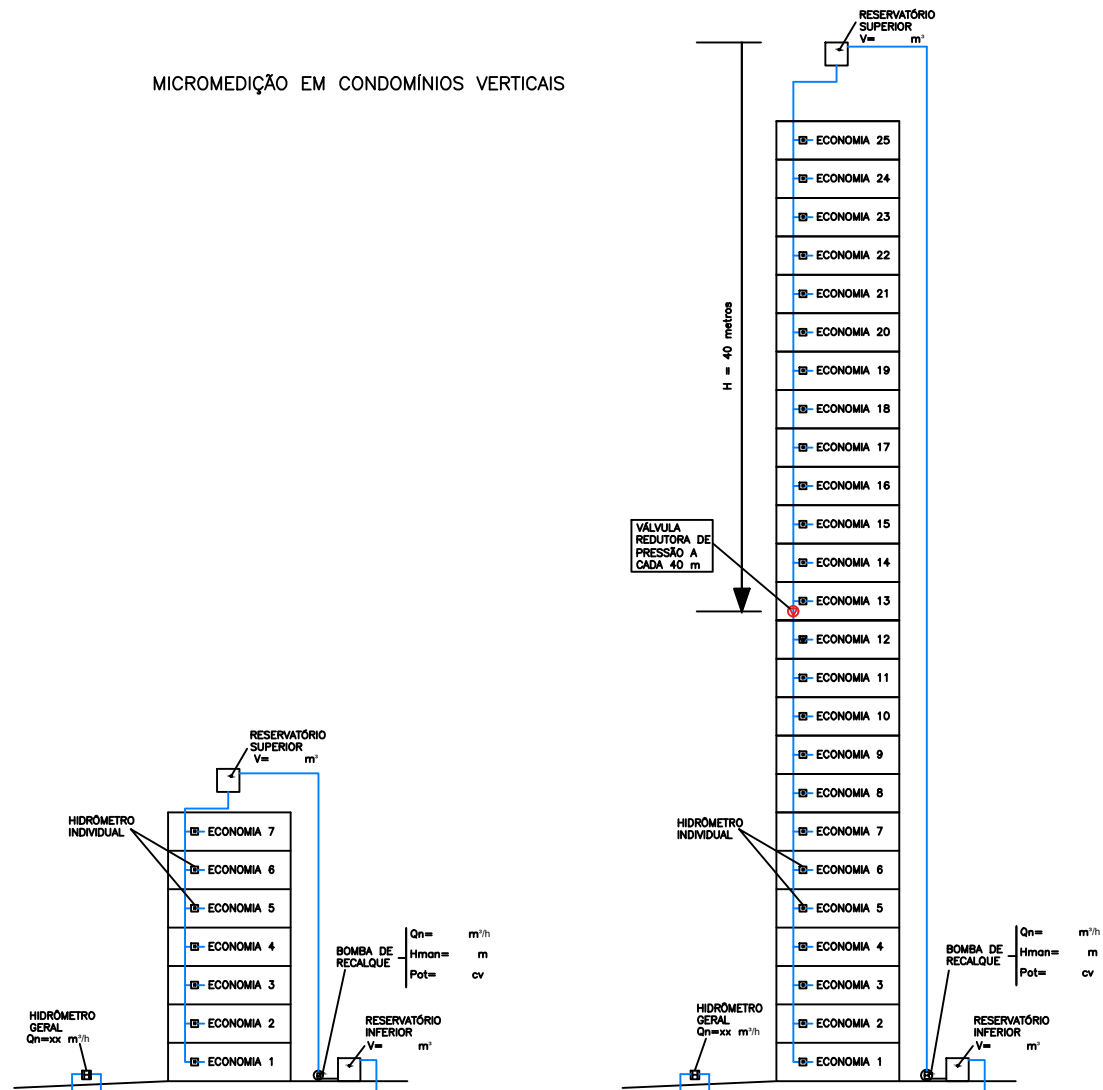 MICROMEDIÇÃO EM CONDOMÍNIOS VERTICAIS
RESERVATÓRIO
SUPERIOR
V= m³
HIDRÔMETRO
INDIVIDUAL
ECONOMIA 7
ECONOMIA 6
ECONOMIA 5
ECONOMIA 4
ECONOMIA 3
ECONOMIA 2
ECONOMIA 1
HIDRÔMETRO
GERAL
Qn=xx m³/h
BOMBA DE
RECALQUE
Qn= m³/h
Hman= m
Pot= cv
RESERVATÓRIO
INFERIOR
V= m³
RESERVATÓRIO
SUPERIOR
V= m³
H = 40 metros
VÁLVULA
REDUTORA DE
PRESSÃO A
CADA 40 m
ECONOMIA 25
ECONOMIA 24
ECONOMIA 23
ECONOMIA 22
ECONOMIA 21
ECONOMIA 20
ECONOMIA 19
ECONOMIA 18
ECONOMIA 17
ECONOMIA 16
ECONOMIA 15
ECONOMIA 14
ECONOMIA 13
ECONOMIA 12
ECONOMIA 11
ECONOMIA 10
ECONOMIA 9
ECONOMIA 8
ECONOMIA 7
ECONOMIA 6
ECONOMIA 5
ECONOMIA 4
ECONOMIA 3
ECONOMIA 2
ECONOMIA 1
HIDRÔMETRO
INDIVIDUAL
HIDRÔMETRO
GERAL
Qn=xx m³/h
BOMBA DE
RECALQUE
Qn= m³/h
Hman= m
Pot= cv
RESERVATÓRIO
INFERIOR
V= m³